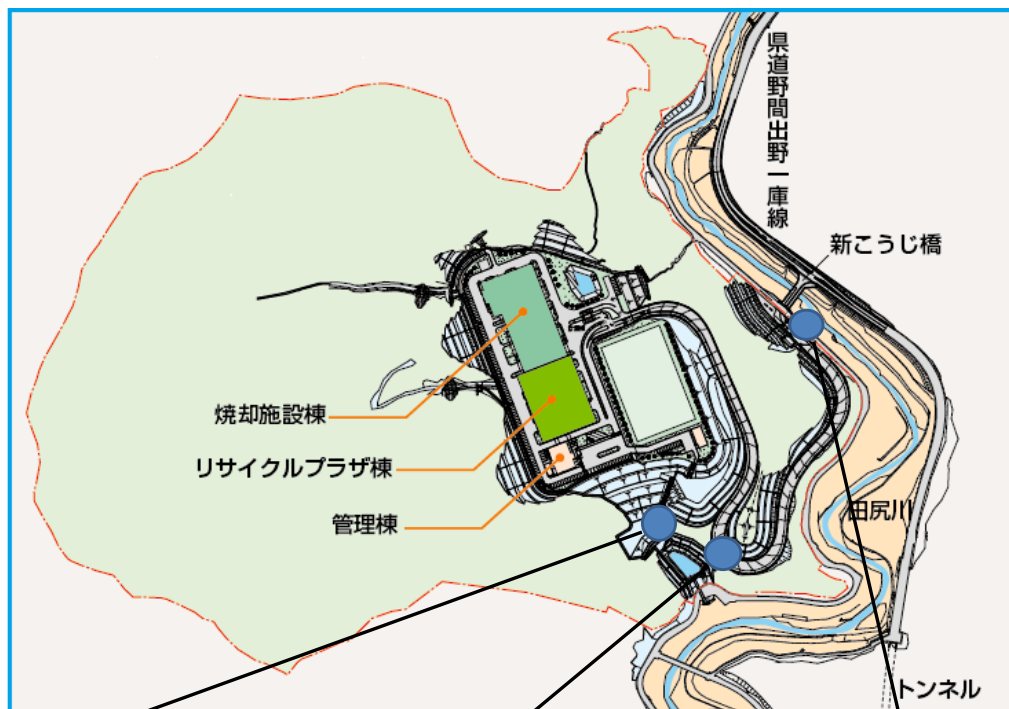 県道野間出野一庫線
新こうじ橋
焼却施設棟
リサイクルプラザ棟
管理棟
田尻川
トンネル